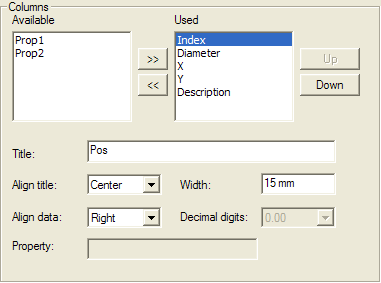 Columns
Available
Used
Prop1
Prop2
>>
<<
Index
Diameter
X
Y
Description
Up
Down
Title:
Pos
Align title:
Center
Width:
15 mm
Align data:
Right
Decimal digits:
0.00
Property: